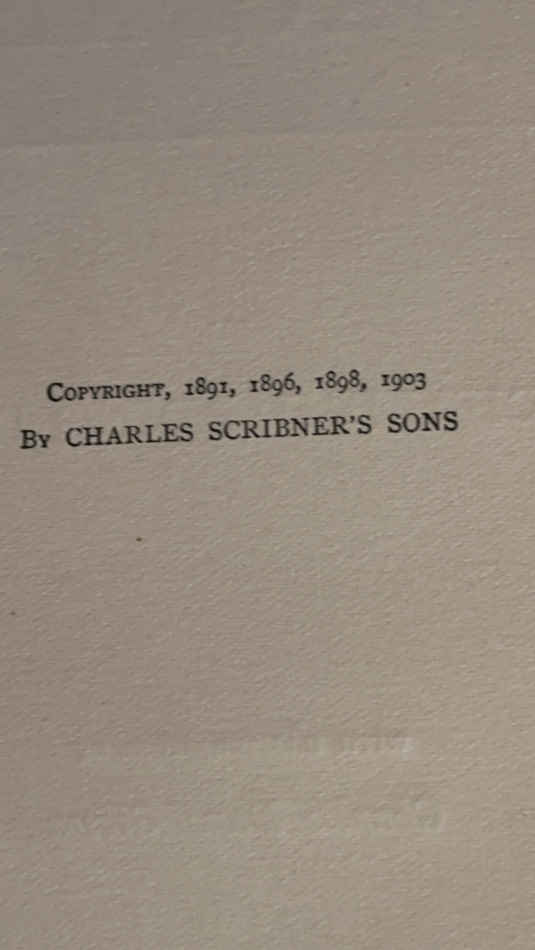 COPYRIGHT, 1891, 1896, 1898, 1903
BY CHARLES SCRIBNER'S SONS